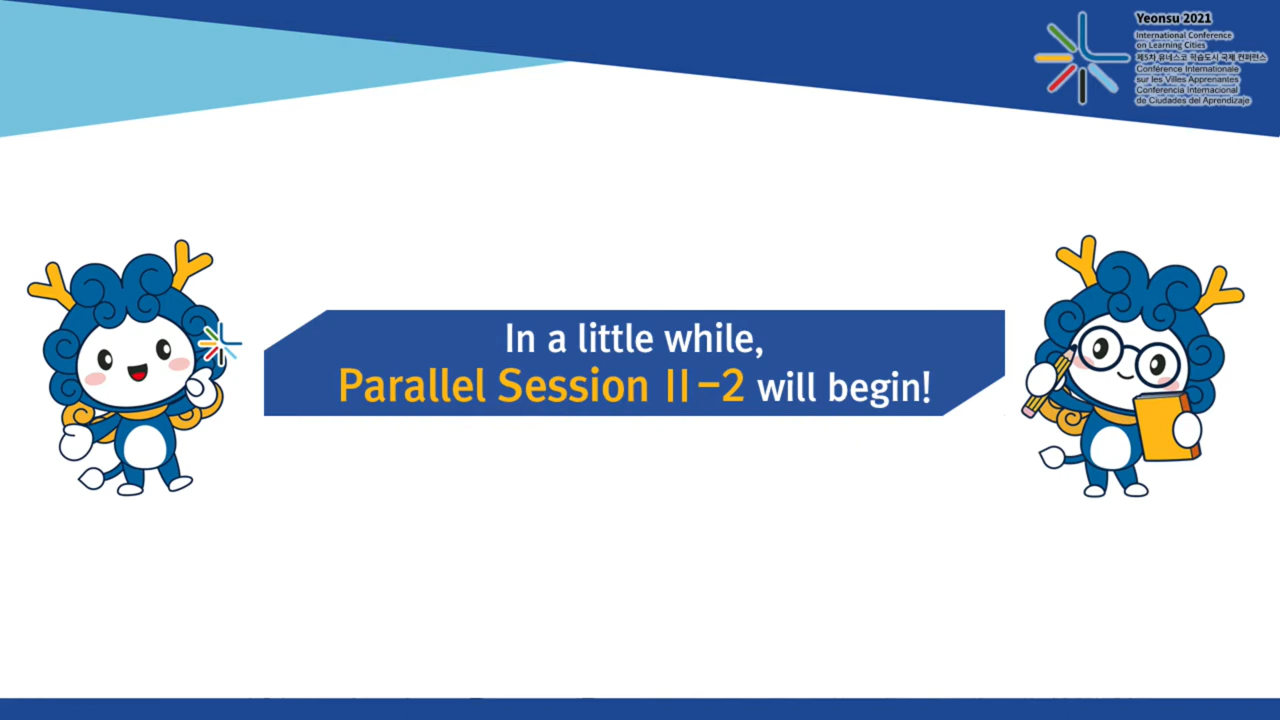 Yeonsu 2021
International Conference
on Learning Cities
제5차 유네스코 학습도시 국제 컨퍼런스
Conférence Internationale
sur les Villes Apprenantes
Conferencia Internacional
de Ciudades del Aprendizaje
In a little while,
Parallel Session II-2 will begin!